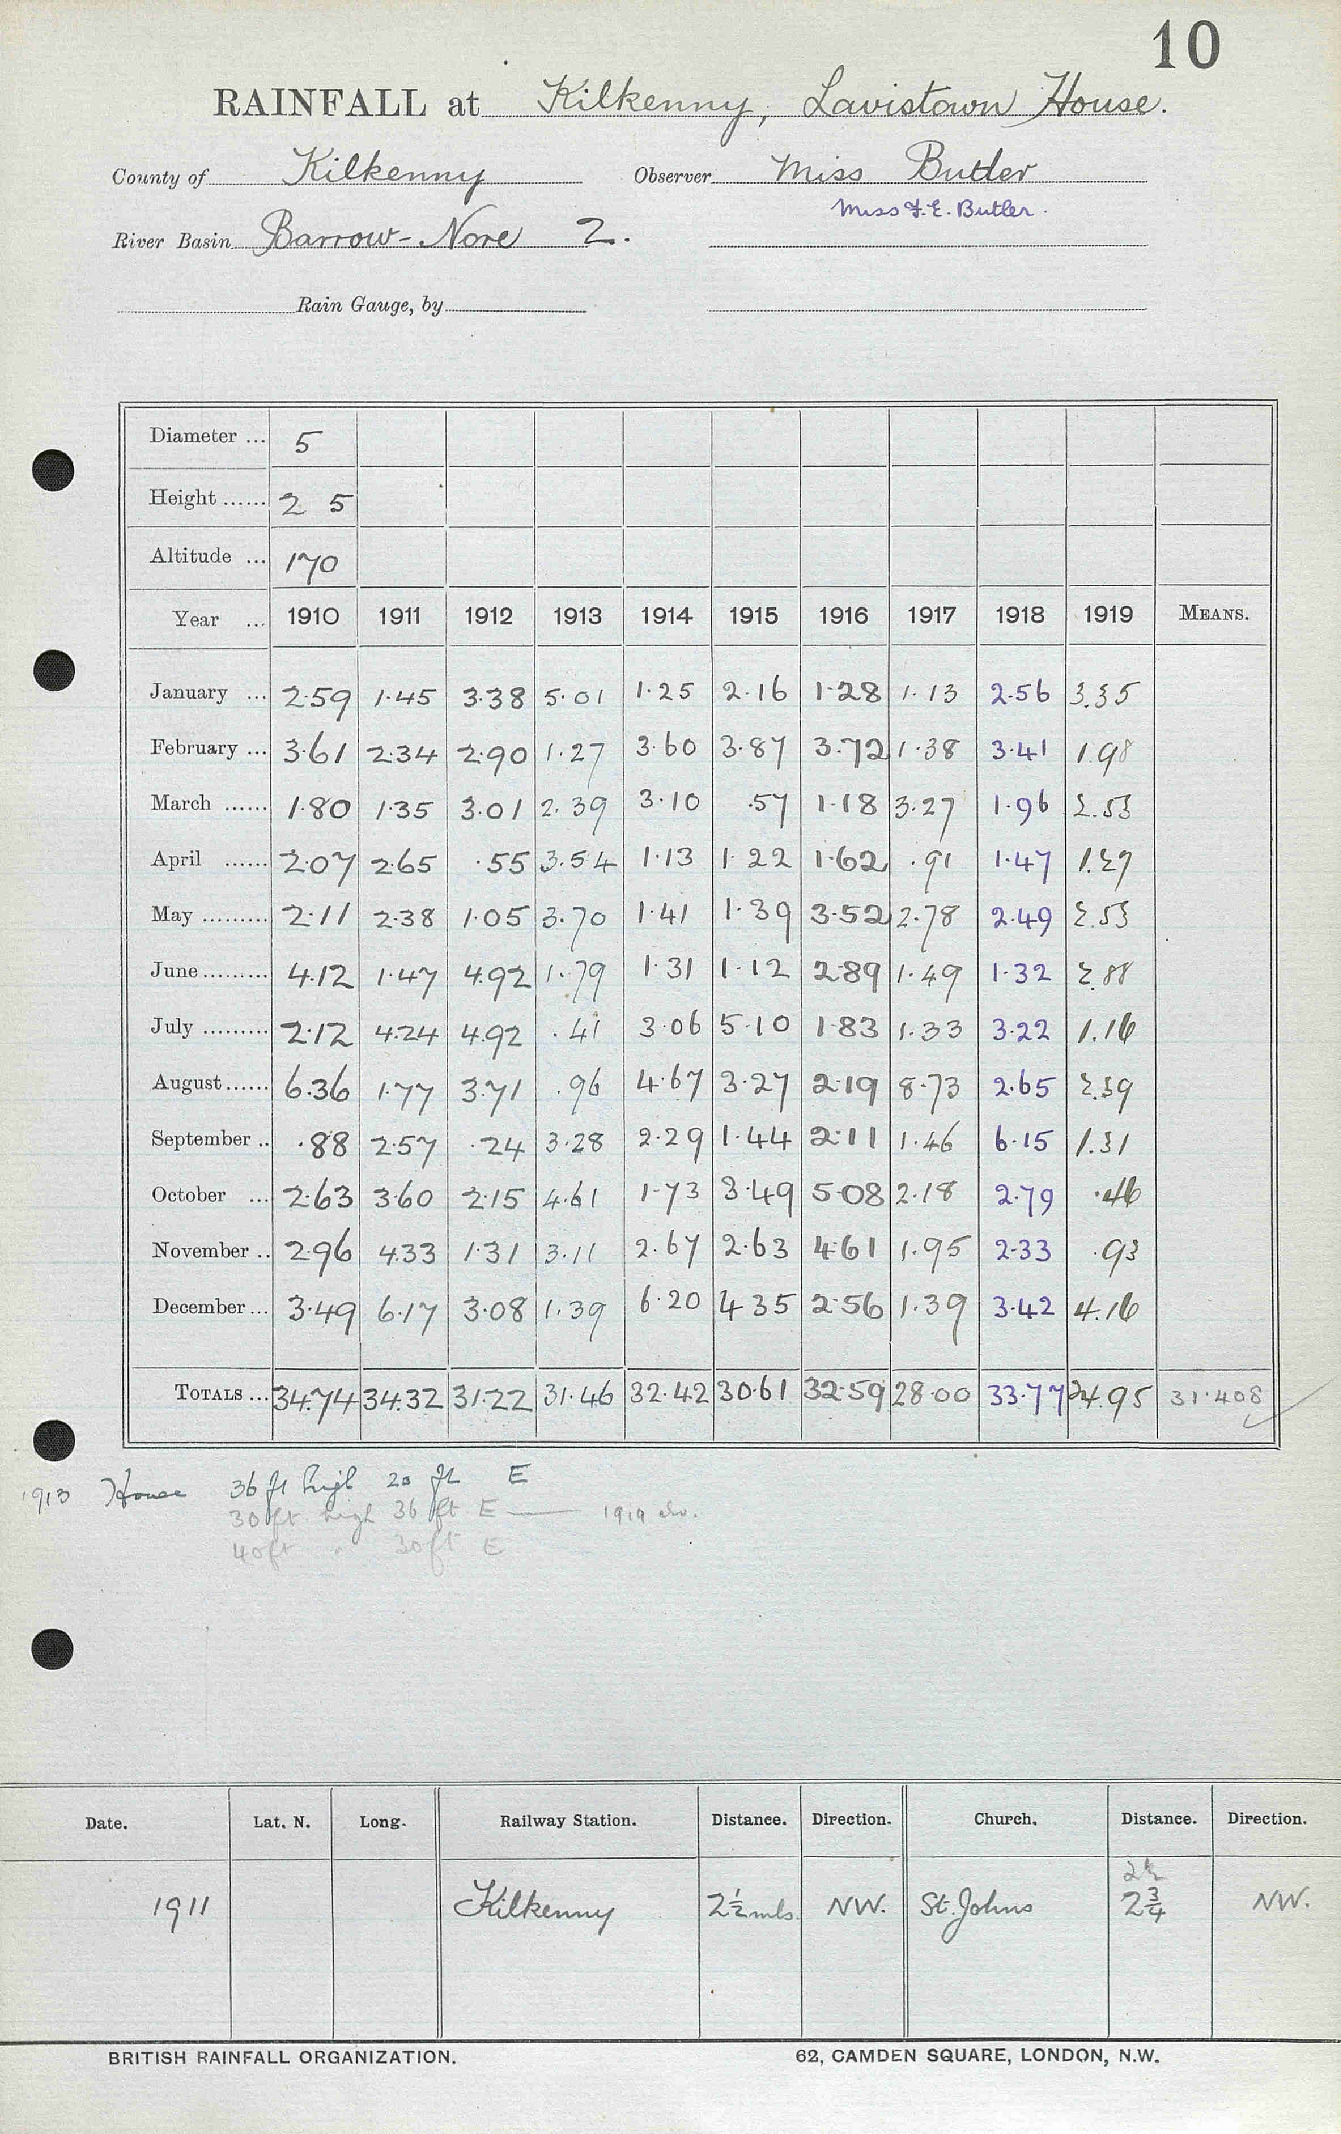 10
RAINFALL at Kilkenny, Lavistown House.
County of Kilkenny Observer Miss Butler
Miss F. E. Butler.
River Basin Barrow-Nore 2.
Rain Gauge, by
Diameter ... 5
Height ...... 2 5
Altitude ... 170
Year ... 1910 1911 1912 1913 1914 1915 1916 1917 1918 1919 MEANS.
January ... 2.59 1.45 3.38 5.01 1.25 2.16 1.28 1.13 2.56 3.35
February ... 3.61 2.34 2.90 1.27 3.60 3.87 3.72 1.38 3.41 1.98
March ...... 1.80 1.35 3.01 2.39 3.10 .57 1.18 3.27 1.96 2.53
April ...... 2.07 2.65 .55 3.54 1.13 1.22 1.62 .91 1.47 1.27
May ......... 2.11 2.38 1.05 3.70 1.41 1.39 3.52 2.78 2.49 2.53
June ......... 4.12 1.47 4.92 1.79 1.31 1.12 2.89 1.49 1.32 2.88
July ......... 2.12 4.24 4.92 .41 3.06 5.10 1.83 1.33 3.22 1.16
August ...... 6.36 1.77 3.71 .96 4.67 3.27 2.19 8.73 2.65 2.39
September .. .88 2.57 .24 3.28 2.29 1.44 2.11 1.46 6.15 1.31
October ... 2.63 3.60 2.15 4.61 1.73 3.49 5.08 2.18 2.79 .46
November .. 2.96 4.33 1.31 3.11 2.67 2.63 4.61 1.95 2.33 .93
December ... 3.49 6.17 3.08 1.39 6.20 4.35 2.56 1.39 3.42 4.16
TOTALS ... 34.74 34.32 31.22 31.46 32.42 30.61 32.59 28.00 33.77 24.95 31.408
1913 House 36 ft high 20 ft E
30ft high 36 ft E — 1919 do.
40ft " 30ft E
Date. Lat. N. Long. Railway Station. Distance. Direction. Church. Distance. Direction.
2½
1911 Kilkenny 2½ mls. NW. St. Johns 2¾ NW.
BRITISH RAINFALL ORGANIZATION. 62, CAMDEN SQUARE, LONDON, N.W.